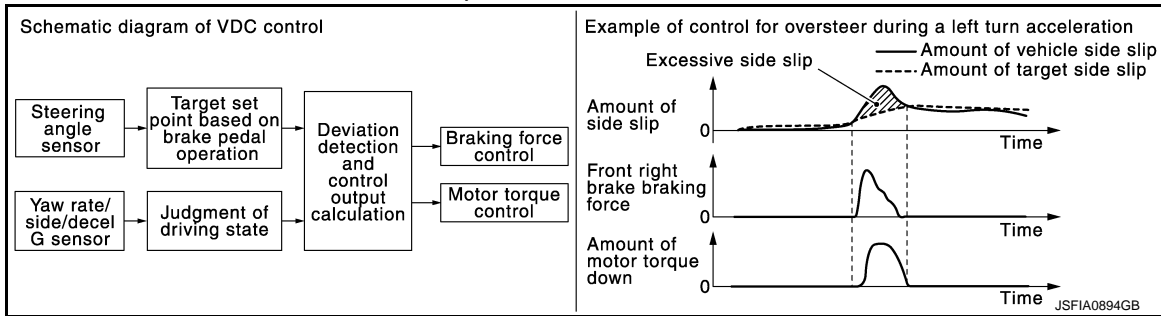 Schematic diagram of VDC control
Steering
angle
sensor
Target set
point based on
brake pedal
operation
Yaw rate/
side/decel
G sensor
Judgment of
driving state
Deviation
detection
and
control
output
calculation
Braking force
control
Motor torque
control
Example of control for oversteer during a left turn acceleration
Excessive side slip
Amount of vehicle side slip
Amount of target side slip
Amount of
side slip
0
Time
Front right
brake braking
force
0
Time
Amount of
motor torque
down
0
Time
JSFIA0894GB